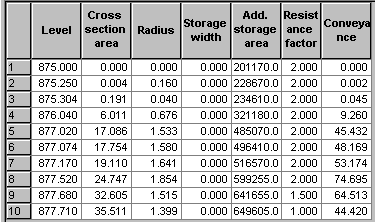 Level Cross section area Radius Storage width Add. storage area Resist ance factor Conveya nce
1 875.000 0.000 0.000 0.000 201170.0 2.000 0.000
2 875.250 0.004 0.160 0.000 228670.0 2.000 0.002
3 875.304 0.191 0.040 0.000 234610.0 2.000 0.045
4 876.040 6.011 0.676 0.000 321180.0 2.000 9.260
5 877.020 17.086 1.533 0.000 485070.0 2.000 45.432
6 877.074 17.754 1.580 0.000 496410.0 2.000 48.169
7 877.170 19.110 1.641 0.000 516570.0 2.000 53.174
8 877.520 24.747 1.854 0.000 599255.0 2.000 74.695
9 877.680 32.605 1.515 0.000 641655.0 1.500 64.513
10 877.710 35.511 1.399 0.000 649605.0 1.000 44.420